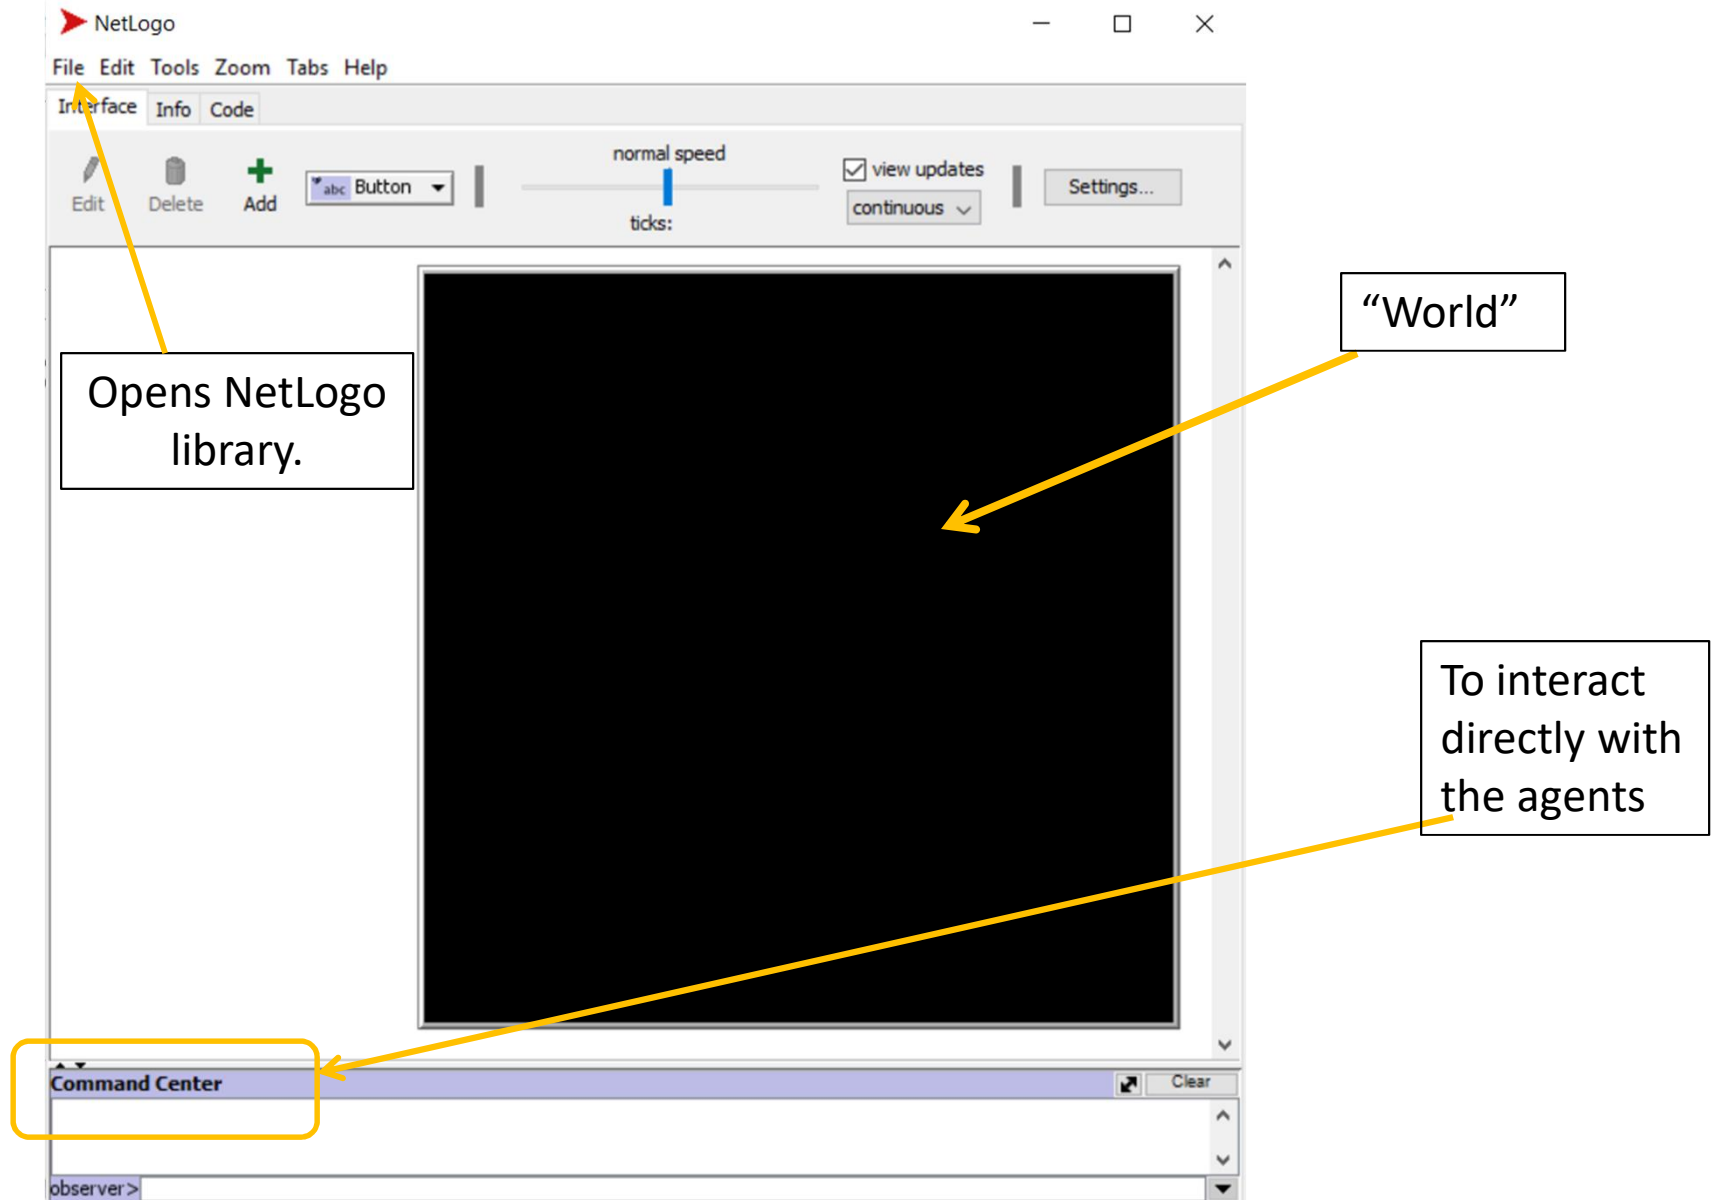 NetLogo
File Edit Tools Zoom Tabs Help
Interface Info Code
normal speed
view updates
abc Button
Settings...
Edit Delete Add
continuous
ticks:
“World”
Opens NetLogo
library.
To interact
directly with
the agents
Command Center
Clear
observer>